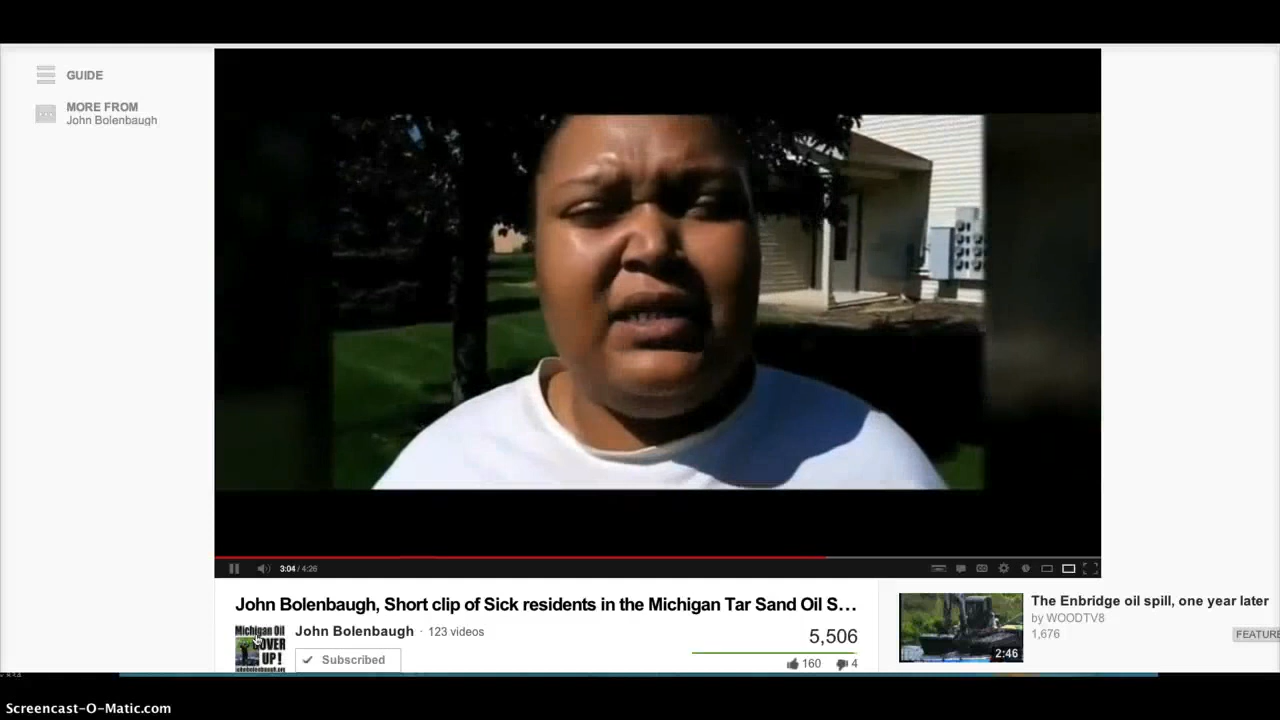 GUIDE
MORE FROM
John Bolenbaugh
3:04 / 4:26
John Bolenbaugh, Short clip of Sick residents in the Michigan Tar Sand Oil S...
Michigan Oil
COVER
UP!
johnbolenbaugh.org
John Bolenbaugh · 123 videos
Subscribed
5,506
160
4
The Enbridge oil spill, one year later
by WOODTV8
1,676
FEATURE
2:46
Screencast-O-Matic.com